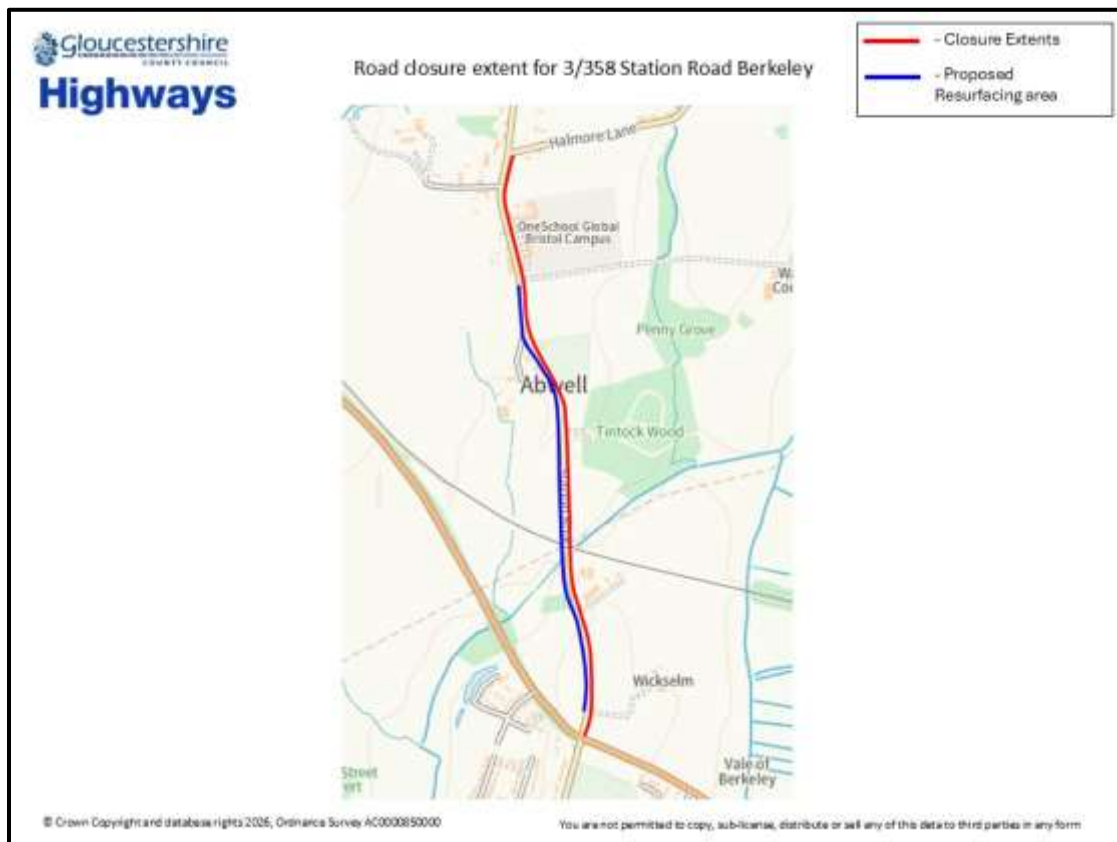 Gloucestershire
COUNTY COUNCIL
Highways
Road closure extent for 3/358 Station Road Berkeley
- Closure Extents
- Proposed
Resurfacing area
Halmore Lane
OneSchool Global
Bristol Campus
Plinny Grove
Abwell
Tintock Wood
Wickselm
Vale of
Berkeley
Street
© Crown Copyright and database rights 2026, Ordnance Survey AC0000850000
You are not permitted to copy, sub-license, distribute or sell any of this data to third parties in any form